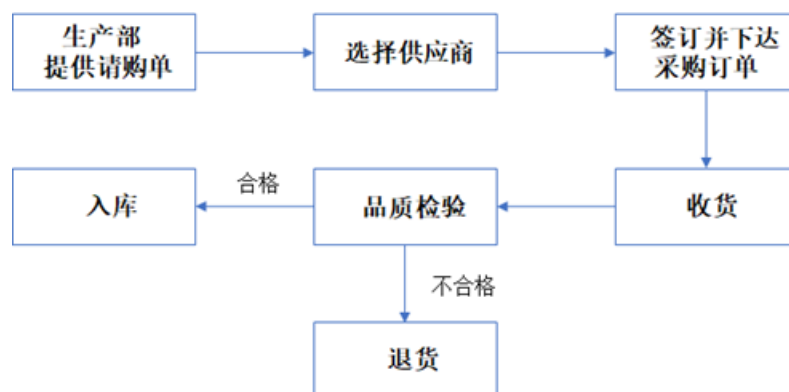 生产部
提供请购单
选择供应商
签订并下达
采购订单
入库
合格
品质检验
收货
不合格
退货